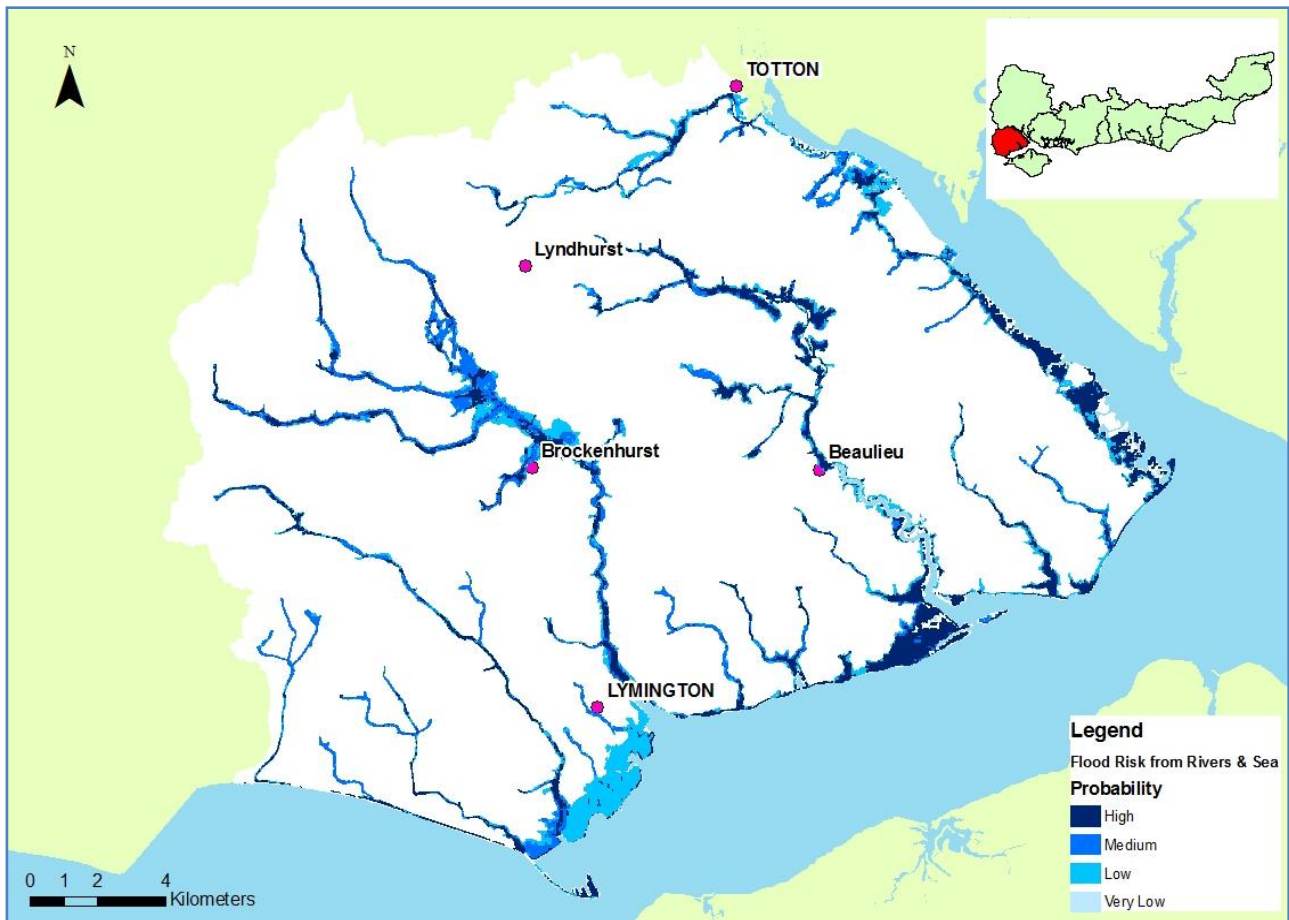 N
TOTTON
Lyndhurst
Brockenhurst
Beaulieu
LYMINGTON
Legend
Flood Risk from Rivers & Sea
Probability
High
Medium
Low
Very Low
0 1 2 4
Kilometers